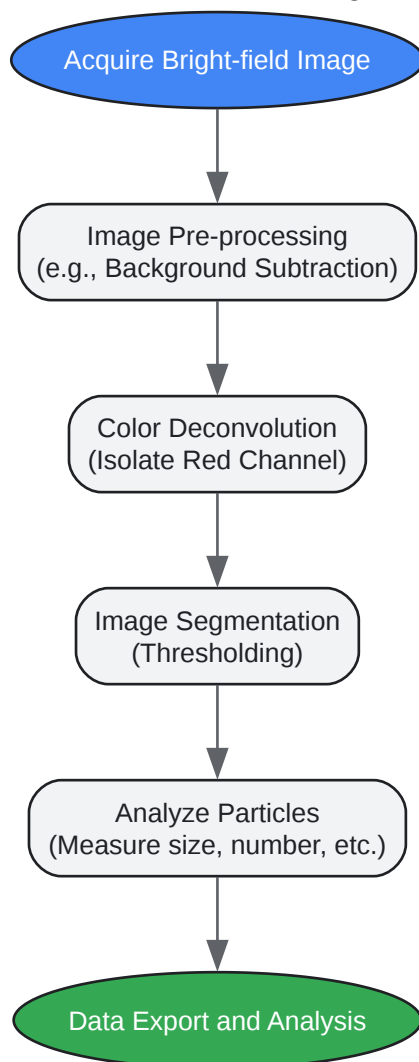 Acquire Bright-field Image
Image Pre-processing
(e.g., Background Subtraction)
Color Deconvolution
(Isolate Red Channel)
Image Segmentation
(Thresholding)
Analyze Particles
(Measure size, number, etc.)
Data Export and Analysis